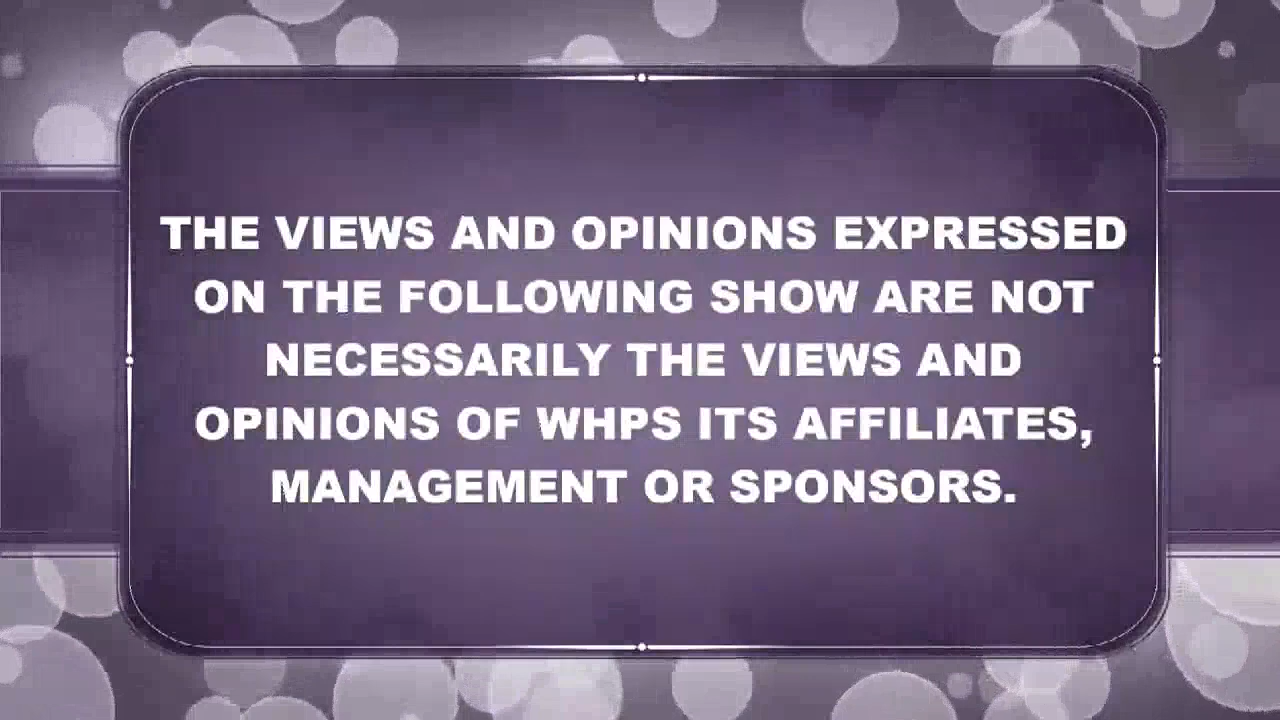 THE VIEWS AND OPINIONS EXPRESSED
ON THE FOLLOWING SHOW ARE NOT
NECESSARILY THE VIEWS AND
OPINIONS OF WHPS ITS AFFILIATES,
MANAGEMENT OR SPONSORS.